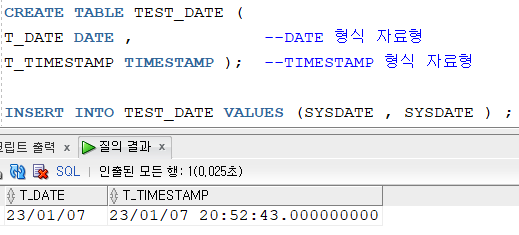 CREATE TABLE TEST_DATE (
T_DATE DATE , --DATE 형식 자료형
T_TIMESTAMP TIMESTAMP ); --TIMESTAMP 형식 자료형
INSERT INTO TEST_DATE VALUES (SYSDATE , SYSDATE ) ;
크립트 출력 x 질의 결과 x
SQL | 인출된 모든 행: 1(0,025초)
T_DATE T_TIMESTAMP
23/01/07 23/01/07 20:52:43.000000000